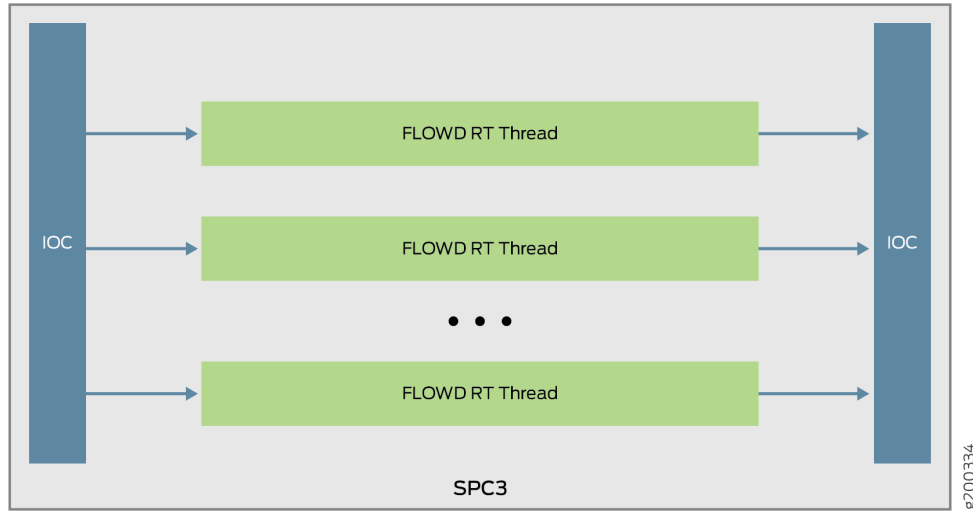 FLOWD RT Thread
IOC
FLOWD RT Thread
IOC
FLOWD RT Thread
SPC3
g200334